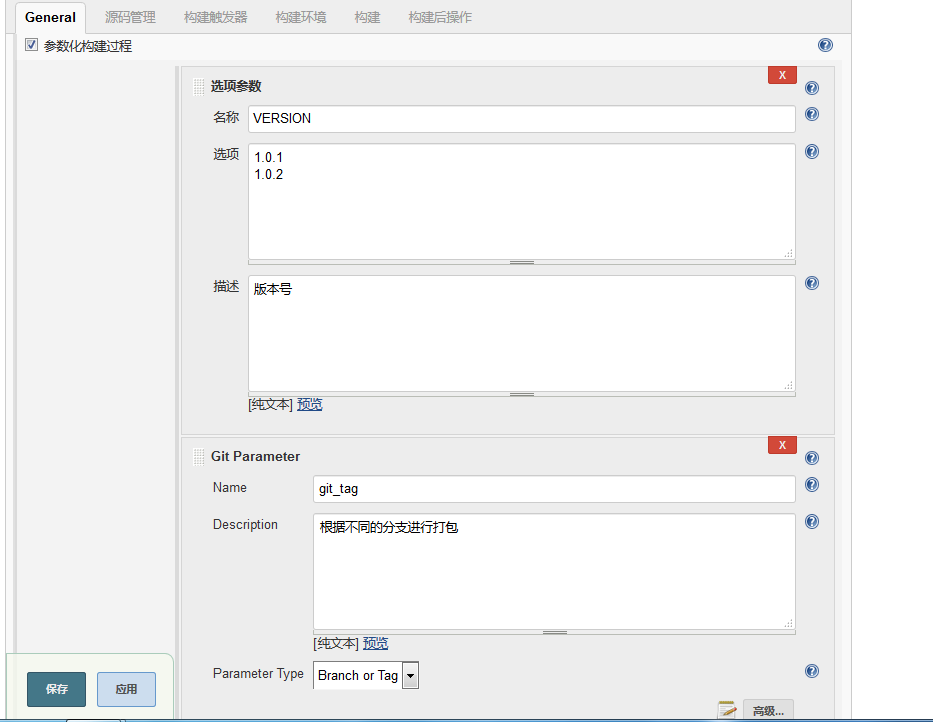 General 源码管理 构建触发器 构建环境 构建 构建后操作
参数化构建过程
X
选项参数
名称 VERSION
选项 1.0.1
1.0.2
描述 版本号
[纯文本] 预览
X
Git Parameter
Name git_tag
Description 根据不同的分支进行打包
[纯文本] 预览
Parameter Type Branch or Tag
保存 应用
高级...